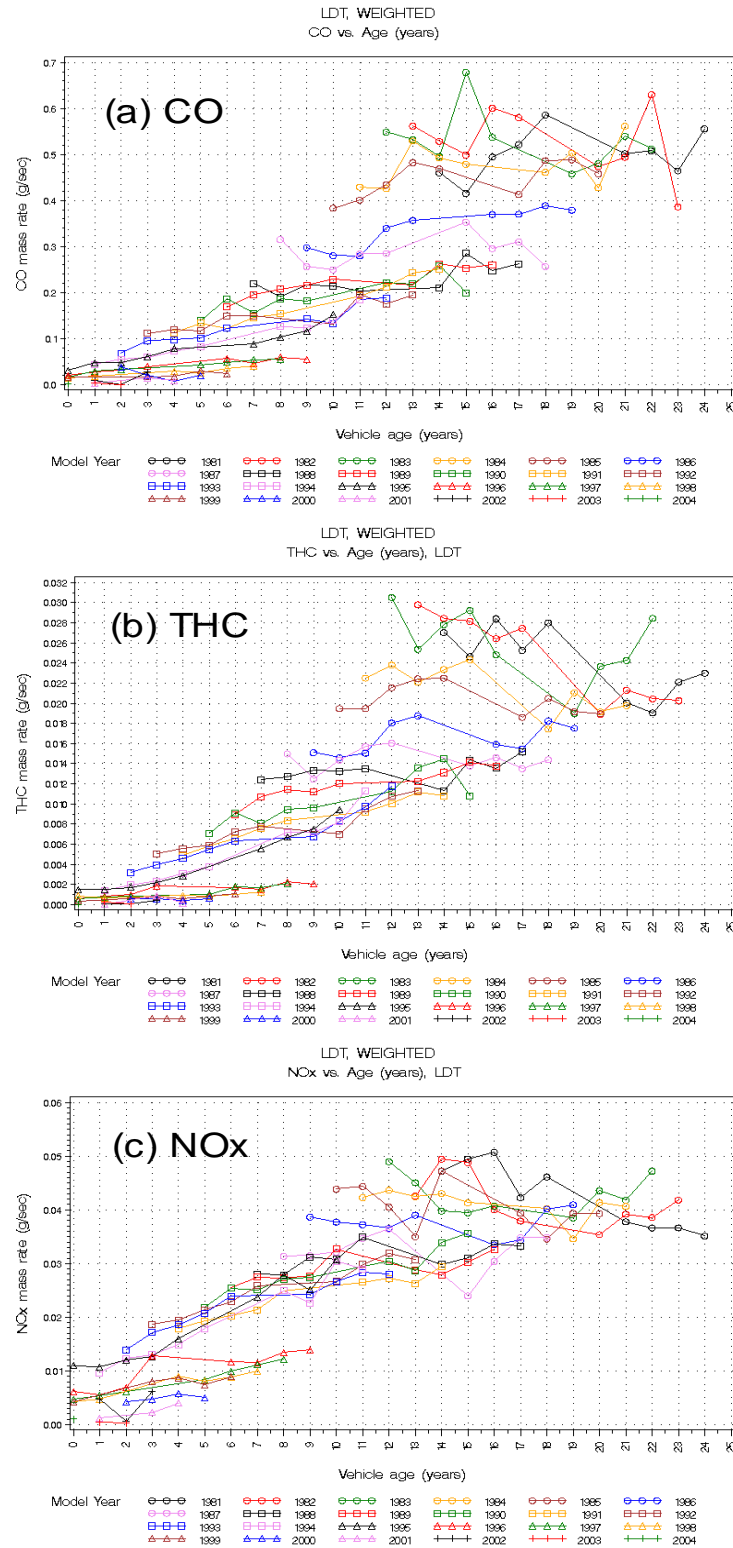 LDT, WEIGHTED
CO vs. Age (years)
(a) CO
CO mass rate (g/sec)
0.7
0.6
0.5
0.4
0.3
0.2
0.1
0.0
0 1 2 3 4 5 6 7 8 9 10 11 12 13 14 15 16 17 18 19 20 21 22 23 24 25
Vehicle age (years)
Model Year 1981 1982 1983 1984 1985 1986
1987 1988 1989 1990 1991 1992
1993 1994 1995 1996 1997 1998
1999 2000 2001 2002 2003 2004
LDT, WEIGHTED
THC vs. Age (years), LDT
(b) THC
THC mass rate (g/sec)
0.032
0.030
0.028
0.026
0.024
0.022
0.020
0.018
0.016
0.014
0.012
0.010
0.008
0.006
0.004
0.002
0.000
0 1 2 3 4 5 6 7 8 9 10 11 12 13 14 15 16 17 18 19 20 21 22 23 24 25
Vehicle age (years)
Model Year 1981 1982 1983 1984 1985 1986
1987 1988 1989 1990 1991 1992
1993 1994 1995 1996 1997 1998
1999 2000 2001 2002 2003 2004
LDT, WEIGHTED
NOx vs. Age (years), LDT
(c) NOx
NOx mass rate (g/sec)
0.06
0.05
0.04
0.03
0.02
0.01
0.00
0 1 2 3 4 5 6 7 8 9 10 11 12 13 14 15 16 17 18 19 20 21 22 23 24 25
Vehicle age (years)
Model Year 1981 1982 1983 1984 1985 1986
1987 1988 1989 1990 1991 1992
1993 1994 1995 1996 1997 1998
1999 2000 2001 2002 2003 2004